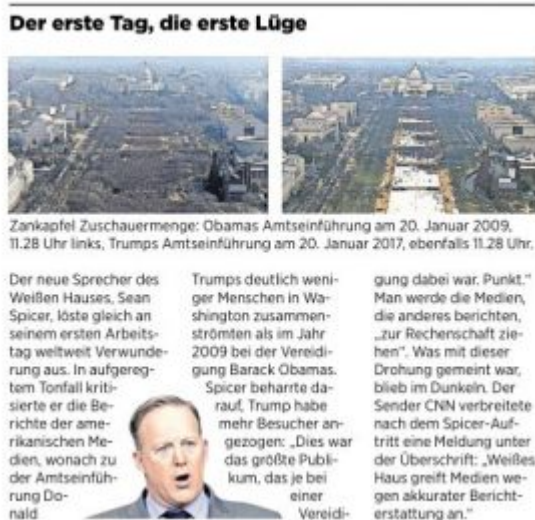 Der erste Tag, die erste Lüge
Zankapfel Zuschauermenge: Obamas Amtseinführung am 20. Januar 2009,
11.28 Uhr links, Trumps Amtseinführung am 20. Januar 2017, ebenfalls 11.28 Uhr.
Der neue Sprecher des
Weißen Hauses, Sean
Spicer, löste gleich an
seinem ersten Arbeits-
tag weltweit Verwunde-
rung aus. In aufgereg-
tem Tonfall kriti-
sierte er die Be-
richte der ame-
rikanischen Me-
dien, wonach zu
der Amtseinfüh-
rung Do-
nald
Trumps deutlich weni-
ger Menschen in Wa-
shington zusammen-
strömten als im Jahr
2009 bei der Vereidi-
gung Barack Obamas.
Spicer beharrte da-
rauf, Trump habe
mehr Besucher an-
gezogen: „Dies war
das größte Publi-
kum, das je bei
einer
Vereidi-
gung dabei war. Punkt.“
Man werde die Medien,
die anderes berichten,
„zur Rechenschaft zie-
hen“. Was mit dieser
Drohung gemeint war,
blieb im Dunkeln. Der
Sender CNN verbreitete
nach dem Spicer-Auf-
tritt eine Meldung unter
der Überschrift: „Weißes
Haus greift Medien we-
gen akkurater Bericht-
erstattung an.“